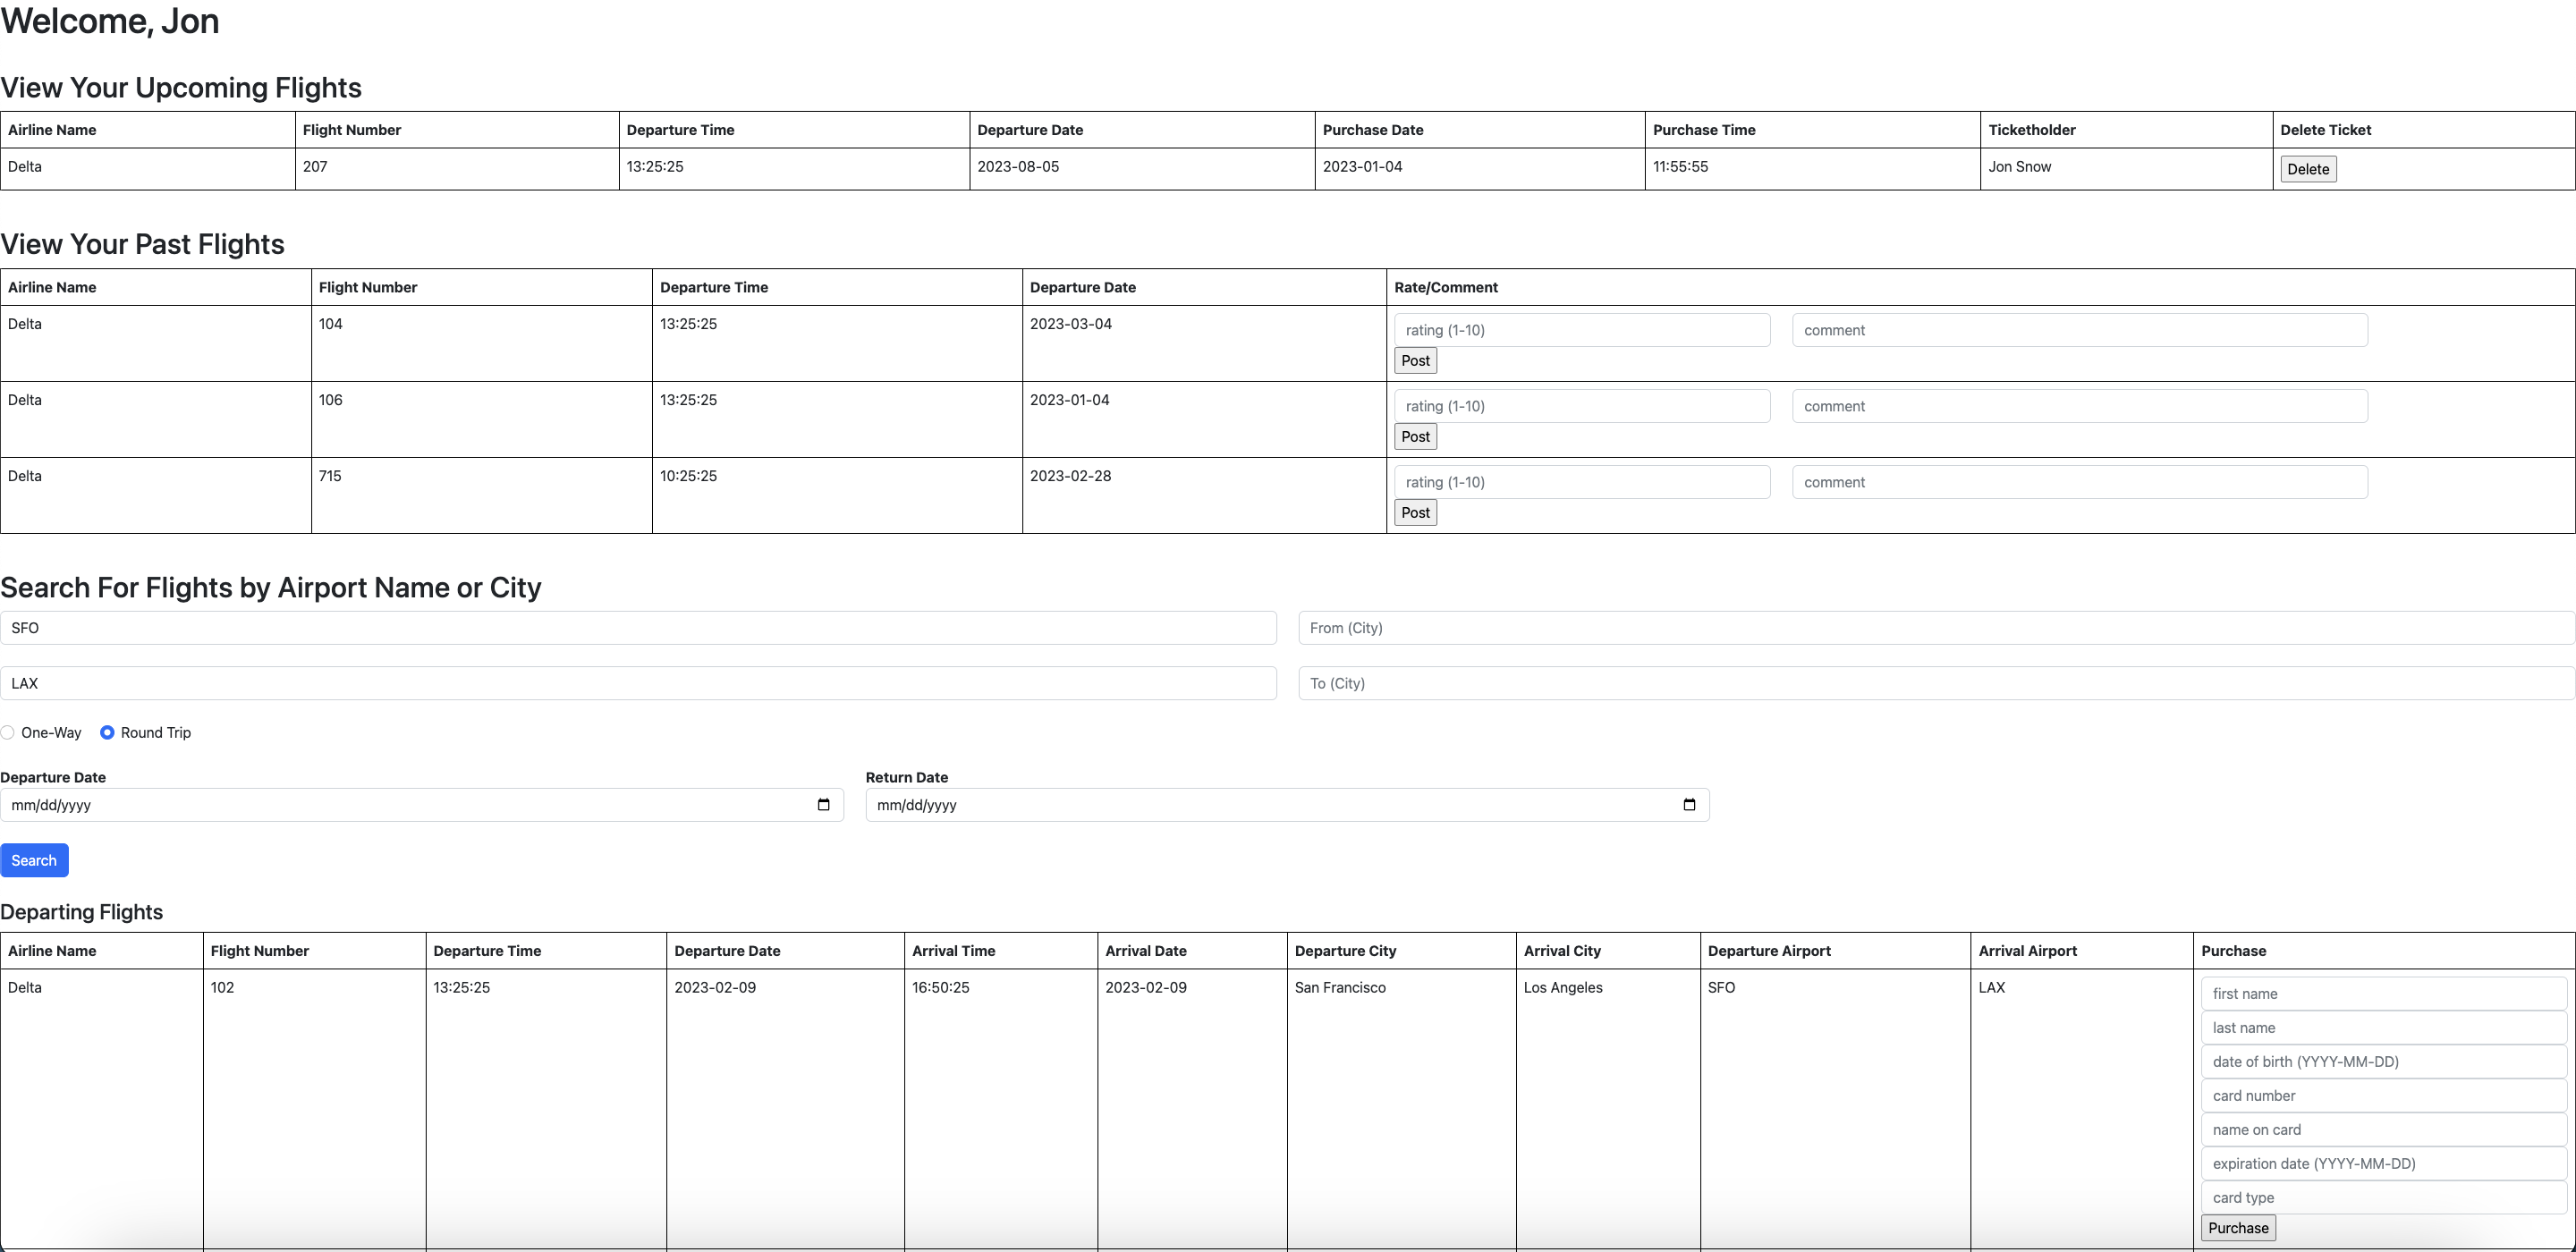 Welcome, Jon
View Your Upcoming Flights
Airline Name Flight Number Departure Time Departure Date Purchase Date Purchase Time Ticketholder Delete Ticket
Delta 207 13:25:25 2023-08-05 2023-01-04 11:55:55 Jon Snow Delete
View Your Past Flights
Airline Name Flight Number Departure Time Departure Date Rate/Comment
Delta 104 13:25:25 2023-03-04 rating (1-10) comment
Post
Delta 106 13:25:25 2023-01-04 rating (1-10) comment
Post
Delta 715 10:25:25 2023-02-28 rating (1-10) comment
Post
Search For Flights by Airport Name or City
SFO From (City)
LAX To (City)
One-Way Round Trip
Departure Date Return Date
mm/dd/yyyy mm/dd/yyyy
Search
Departing Flights
Airline Name Flight Number Departure Time Departure Date Arrival Time Arrival Date Departure City Arrival City Departure Airport Arrival Airport Purchase
Delta 102 13:25:25 2023-02-09 16:50:25 2023-02-09 San Francisco Los Angeles SFO LAX first name
last name
date of birth (YYYY-MM-DD)
card number
name on card
expiration date (YYYY-MM-DD)
card type
Purchase